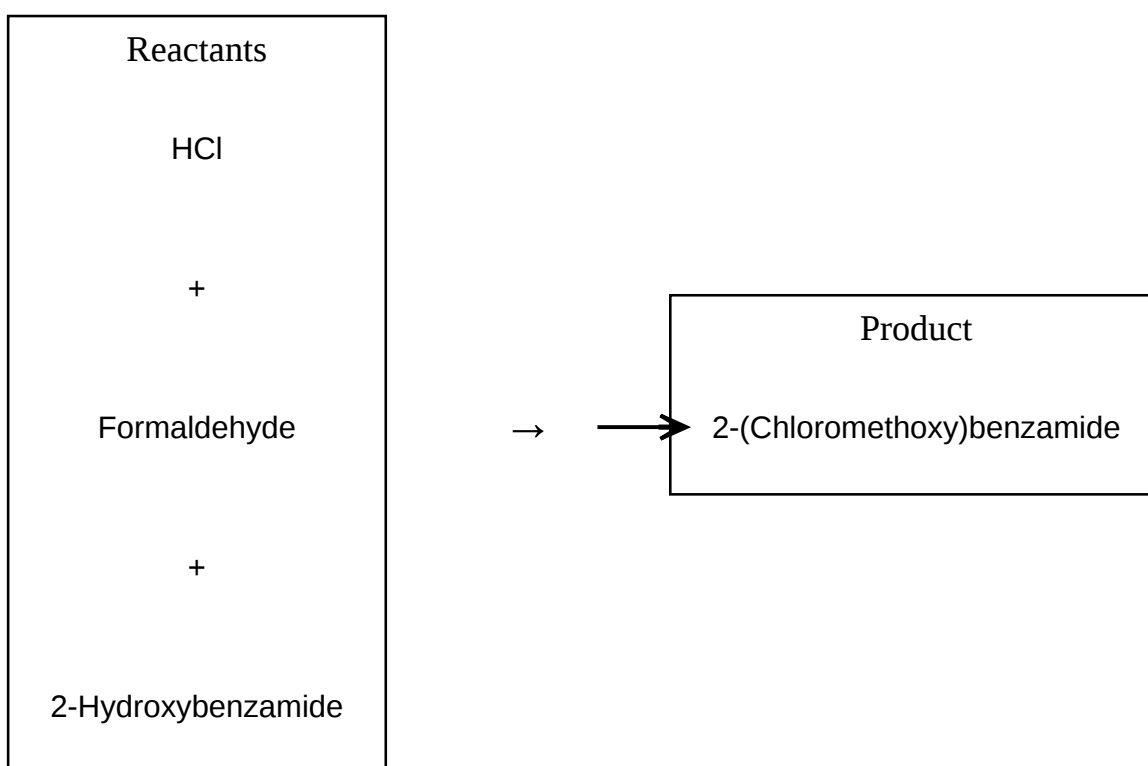 Reactants
HCl
+
Formaldehyde
+
2-Hydroxybenzamide
→
Product
2-(Chloromethoxy)benzamide